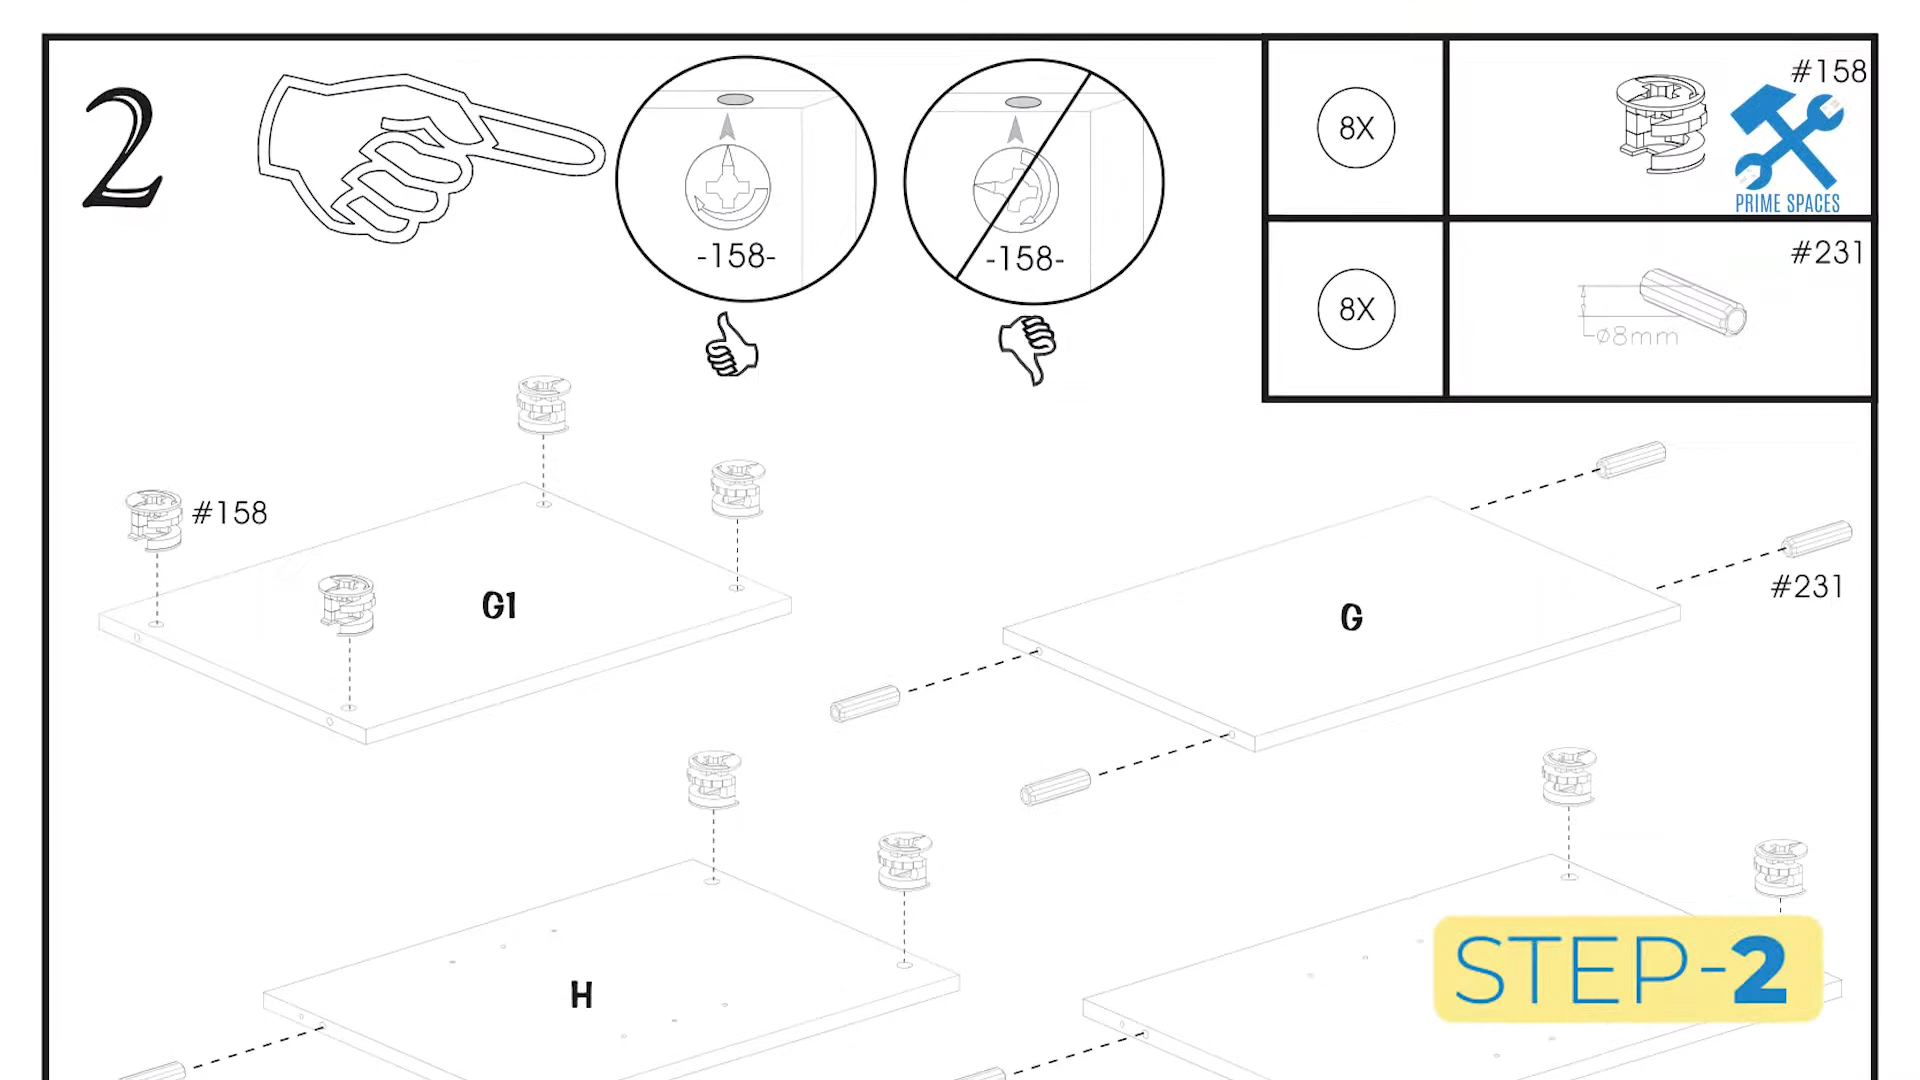 2
-158-
-158-
8X
#158
PRIME SPACES
8X
#231
ø8mm
#158
G1
G
#231
H
STEP-2